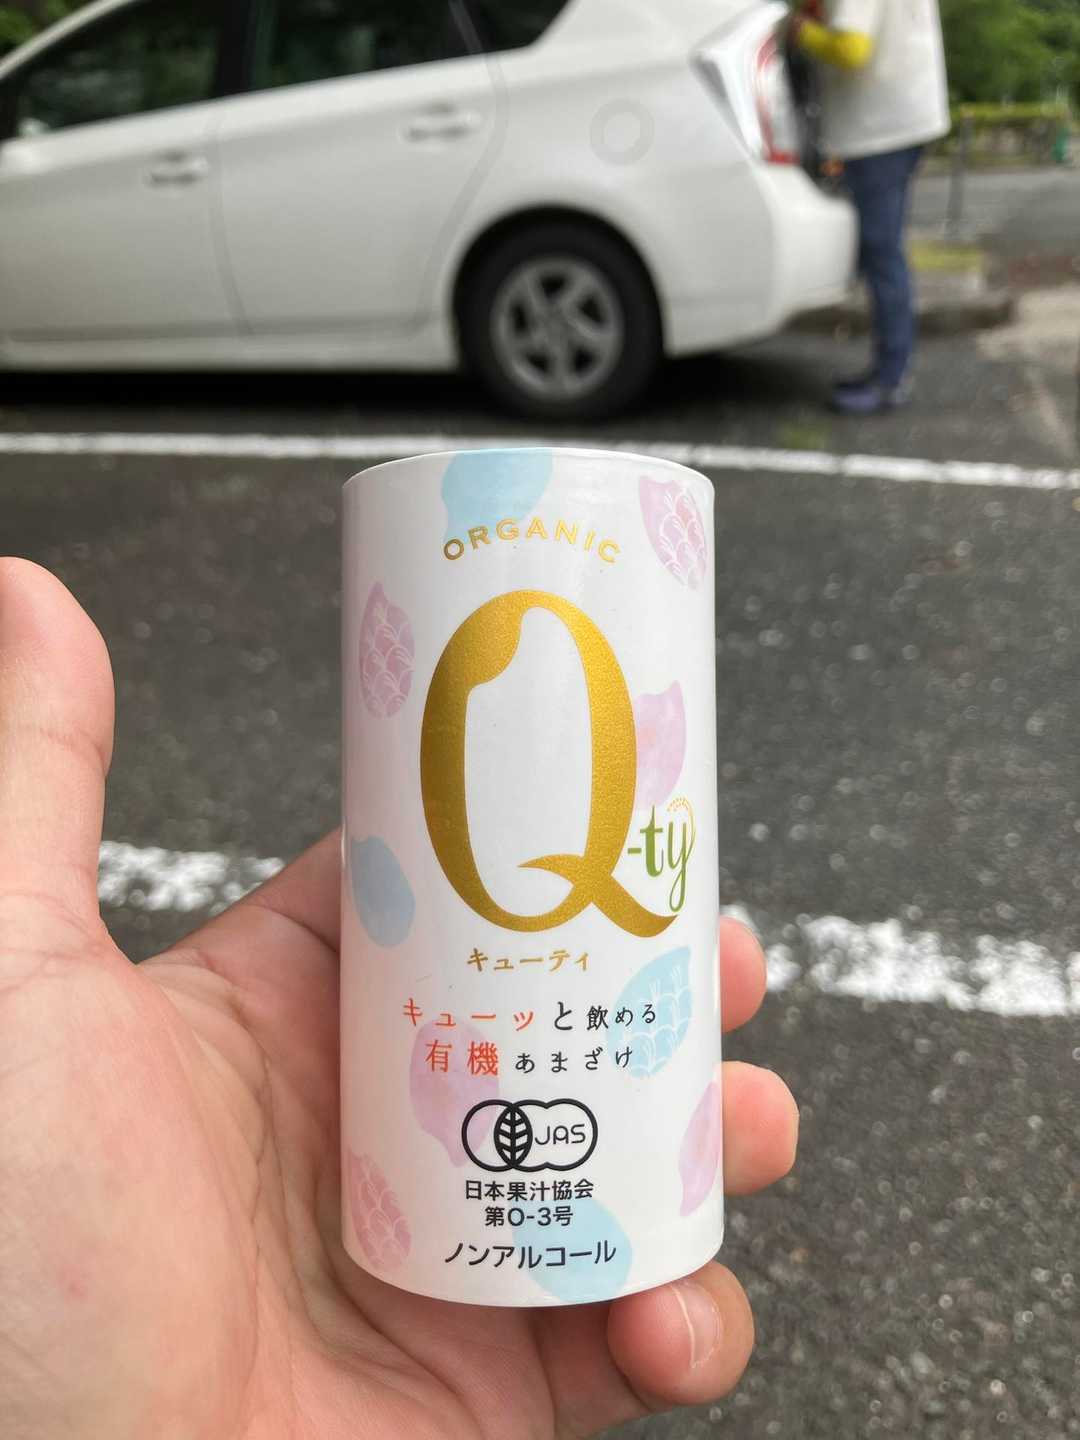 ORGANIC
Q-ty
キューティ
キューッと飲める
有機あまざけ
JAS
日本果汁協会
第O-3号
ノンアルコール